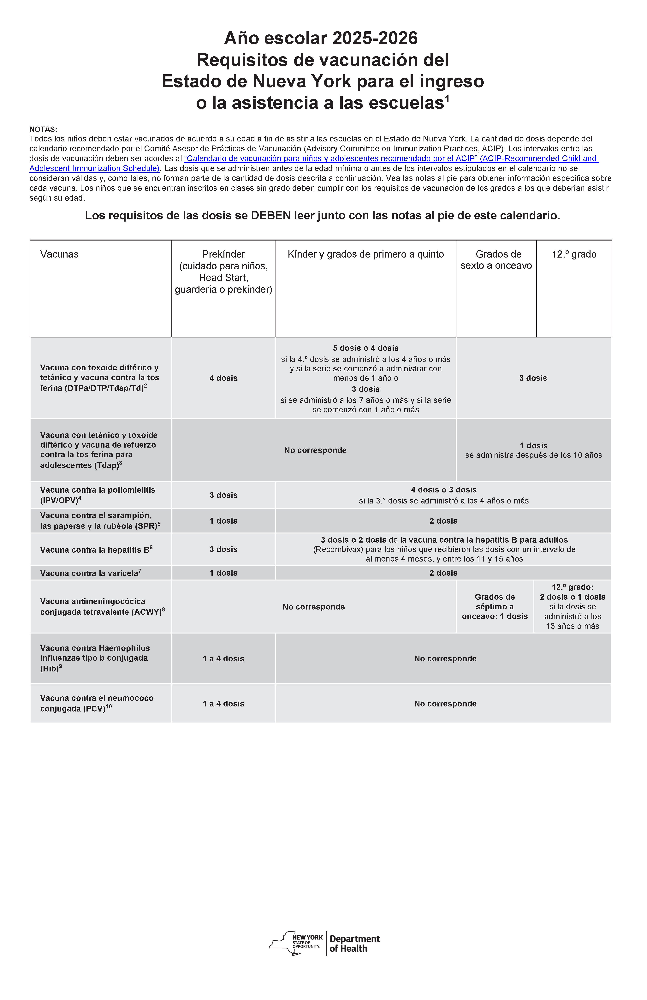 Año escolar 2025-2026
Requisitos de vacunación del
Estado de Nueva York para el ingreso
o la asistencia a las escuelas1
NOTAS:
Todos los niños deben estar vacunados de acuerdo a su edad a fin de asistir a las escuelas en el Estado de Nueva York. La cantidad de dosis depende del
calendario recomendado por el Comité Asesor de Prácticas de Vacunación (Advisory Committee on Immunization Practices, ACIP). Los intervalos entre las
dosis de vacunación deben ser acordes al “Calendario de vacunación para niños y adolescentes recomendado por el ACIP” (ACIP-Recommended Child and
Adolescent Immunization Schedule). Las dosis que se administren antes de la edad mínima o antes de los intervalos estipulados en el calendario no se
consideran válidas y, como tales, no forman parte de la cantidad de dosis descrita a continuación. Vea las notas al pie para obtener información específica sobre
cada vacuna. Los niños que se encuentran inscritos en clases sin grado deben cumplir con los requisitos de vacunación de los grados a los que deberían asistir
según su edad.
Los requisitos de las dosis se DEBEN leer junto con las notas al pie de este calendario.
Vacunas
Prekínder
(cuidado para niños,
Head Start,
guardería o prekínder)
Kínder y grados de primero a quinto
Grados de
sexto a onceavo
12.º grado
Vacuna con toxoide diftérico y
tetánico y vacuna contra la tos
ferina (DTPa/DTP/Tdap/Td)2
4 dosis
5 dosis o 4 dosis
si la 4.º dosis se administró a los 4 años o más
y si la serie se comenzó a administrar con
menos de 1 año o
3 dosis
si se administró a los 7 años o más y si la serie
se comenzó con 1 año o más
3 dosis
Vacuna con tetánico y toxoide
diftérico y vacuna de refuerzo
contra la tos ferina para
adolescentes (Tdap)3
No corresponde
1 dosis
se administra después de los 10 años
Vacuna contra la poliomielitis
(IPV/OPV)4
3 dosis
4 dosis o 3 dosis
si la 3.° dosis se administró a los 4 años o más
Vacuna contra el sarampión,
las paperas y la rubéola (SPR)5
1 dosis
2 dosis
Vacuna contra la hepatitis B6
3 dosis
3 dosis o 2 dosis de la vacuna contra la hepatitis B para adultos
(Recombivax) para los niños que recibieron las dosis con un intervalo de
al menos 4 meses, y entre los 11 y 15 años
Vacuna contra la varicela7
1 dosis
2 dosis
Vacuna antimeningocócica
conjugada tetravalente (ACWY)8
No corresponde
Grados de
séptimo a
onceavo: 1 dosis
12.º grado:
2 dosis o 1 dosis
si la dosis se
administró a los
16 años o más
Vacuna contra Haemophilus
influenzae tipo b conjugada
(Hib)9
1 a 4 dosis
No corresponde
Vacuna contra el neumococo
conjugada (PCV)10
1 a 4 dosis
No corresponde
NEW YORK
STATE OF
OPPORTUNITY.
Department
of Health